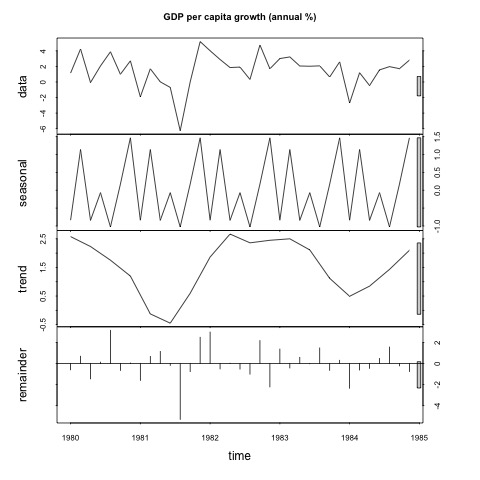 GDP per capita growth (annual %)
data
4
2
0
-2
-4
-6
seasonal
1.5
1.0
0.5
0.0
-1.0
trend
2.5
1.5
0.5
-0.5
remainder
2
0
-2
-4
1980 1981 1982 1983 1984 1985
time